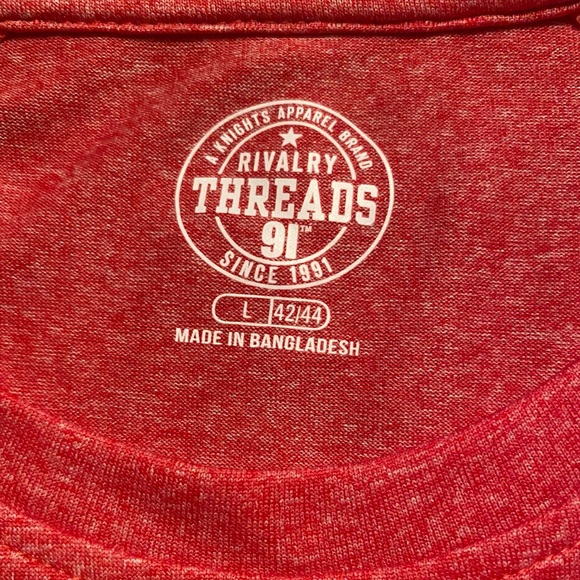 A KNIGHTS APPAREL BRAND
RIVALRY
THREADS
91™
SINCE 1991
L 42/44
MADE IN BANGLADESH